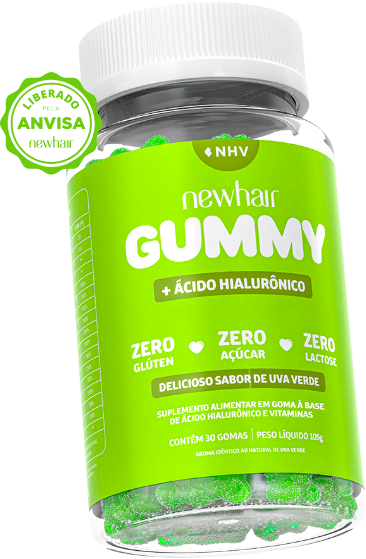 LIBERADO
PELA
ANVISA
newhair
NHV
newhair
GUMMY
+ ÁCIDO HIALURÔNICO
ZERO GLÚTEN
ZERO AÇÚCAR
ZERO LACTOSE
DELICIOSO SABOR DE UVA VERDE
SUPLEMENTO ALIMENTAR EM GOMA À BASE
DE ÁCIDO HIALURÔNICO E VITAMINAS
CONTÉM 30 GOMAS | PESO LÍQUIDO 105g
AROMA IDÊNTICO AO NATURAL DE UVA VERDE